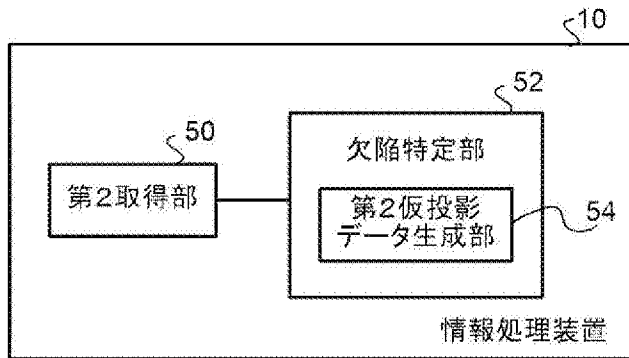 10
52
50
欠陥特定部
第2取得部
第2仮投影
データ生成部
54
情報処理装置